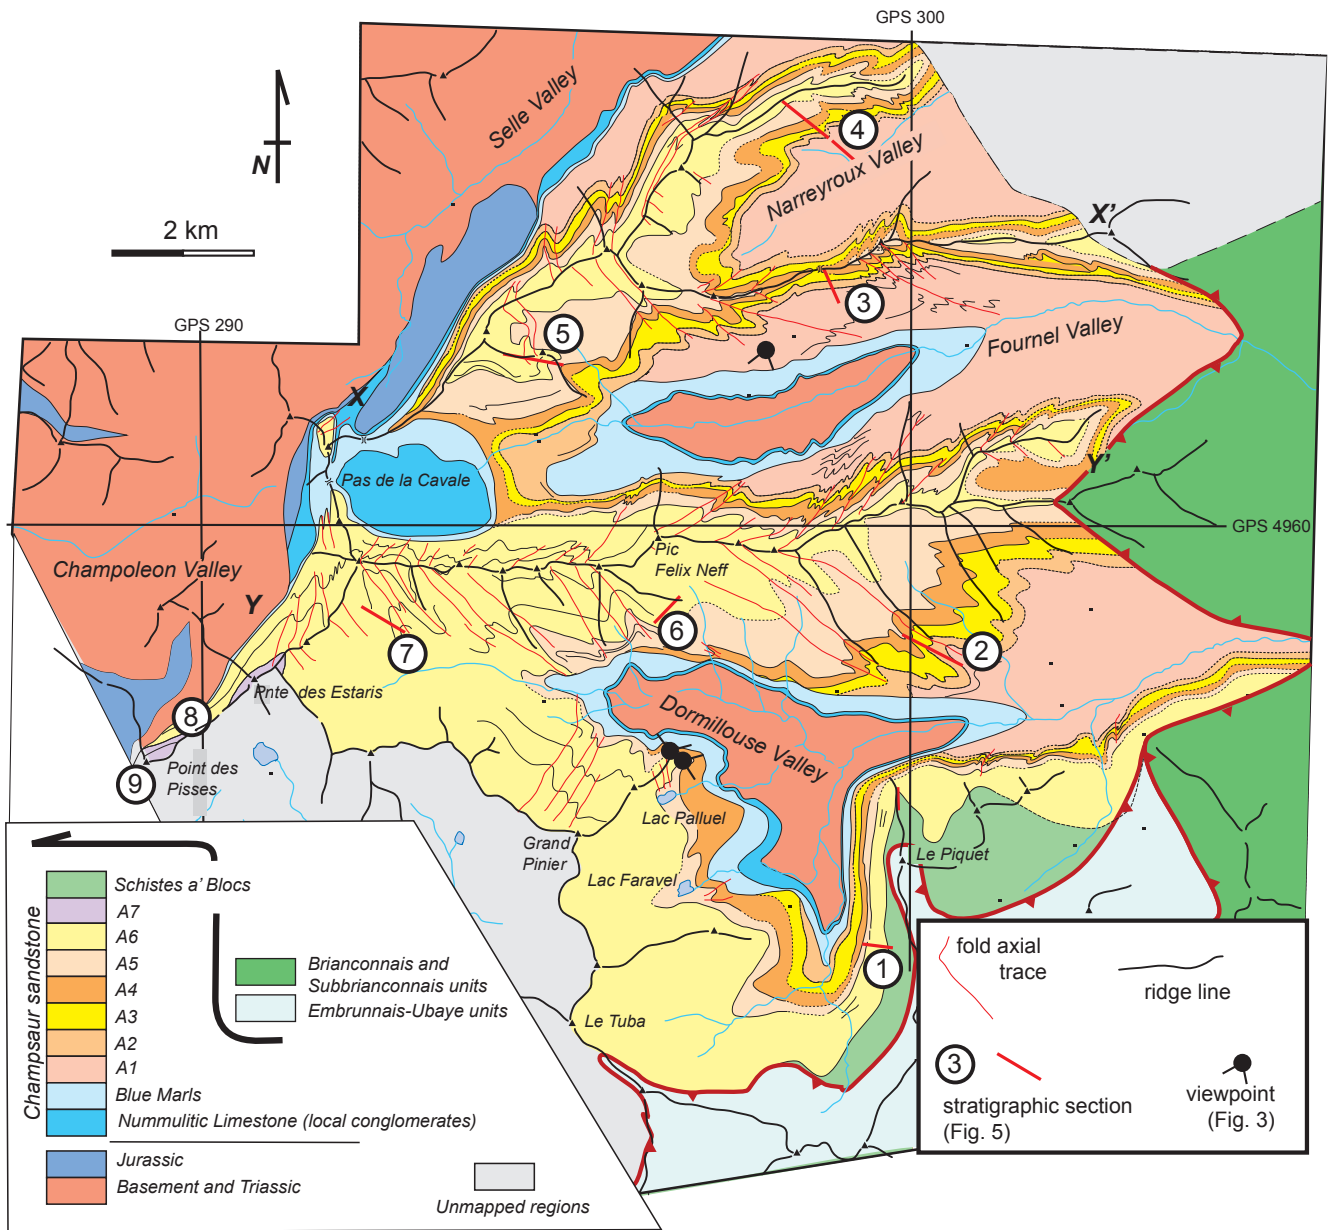 GPS 300
Selle Valley
4
Narreyroux Valley
N
X'
2 km
3
GPS 290
5
Fournel Valley
X
Pas de la Cavale
Y'
GPS 4960
Pic
Felix Neff
Champoleon Valley
Y
6
7
2
Pnte des Estaris
8
Dormillouse Valley
9
Point des
Pisses
Lac Palluel
Grand
Pinier
Le Piquet
Lac Faravel
1
Le Tuba
Champsaur sandstone
Schistes a' Blocs
A7
A6
A5
A4
A3
A2
A1
Blue Marls
Nummulitic Limestone (local conglomerates)
Jurassic
Basement and Triassic
Brianconnais and
Subbrianconnais units
Embrunnais-Ubaye units
Unmapped regions
fold axial
trace
ridge line
3
stratigraphic section
(Fig. 5)
viewpoint
(Fig. 3)